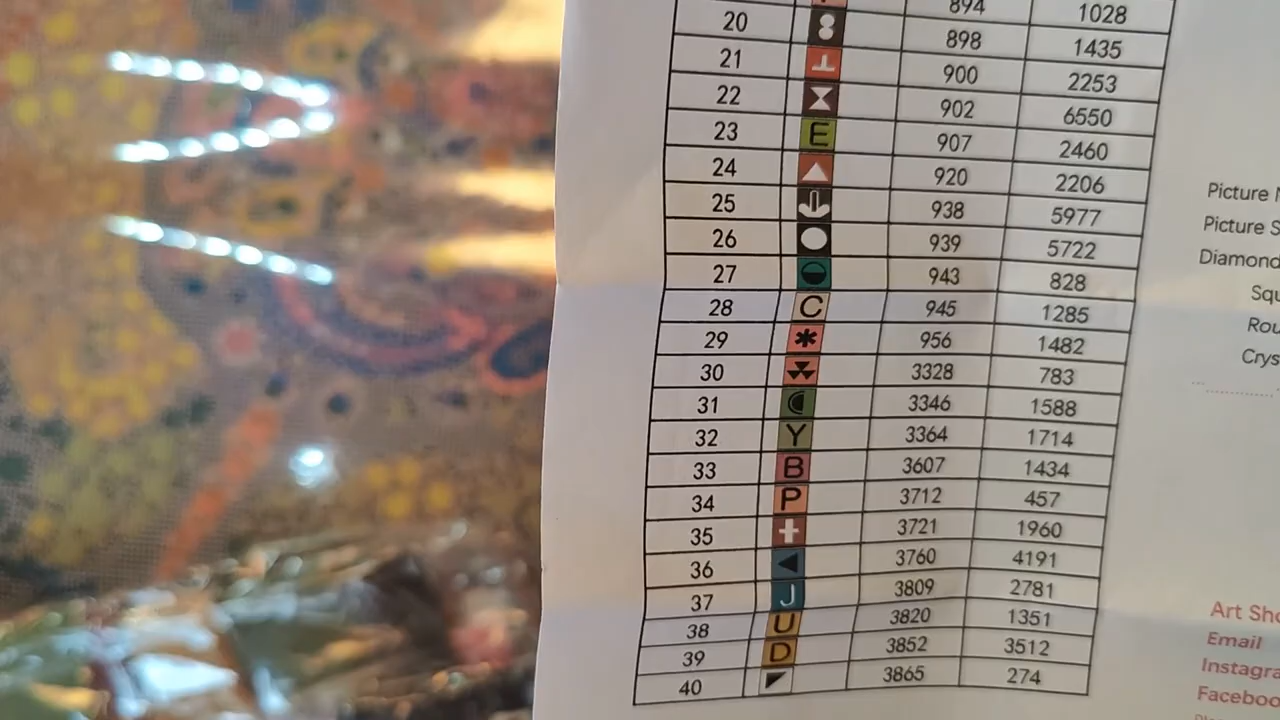 894 1028
20 898 1435
21 900 2253
22 902 6550
23 E 907 2460
24 920 2206
25 938 5977
26 939 5722
27 943 828
28 C 945 1285
29 956 1482
30 3328 783
31 3346 1588
32 Y 3364 1714
33 B 3607 1434
34 P 3712 457
35 3721 1960
36 3760 4191
37 J 3809 2781
38 U 3820 1351
39 D 3852 3512
40 3865 274
Picture
Picture S
Diamond
Squ
Rou
Crys
Art Sho
Email
Instagra
Faceboo